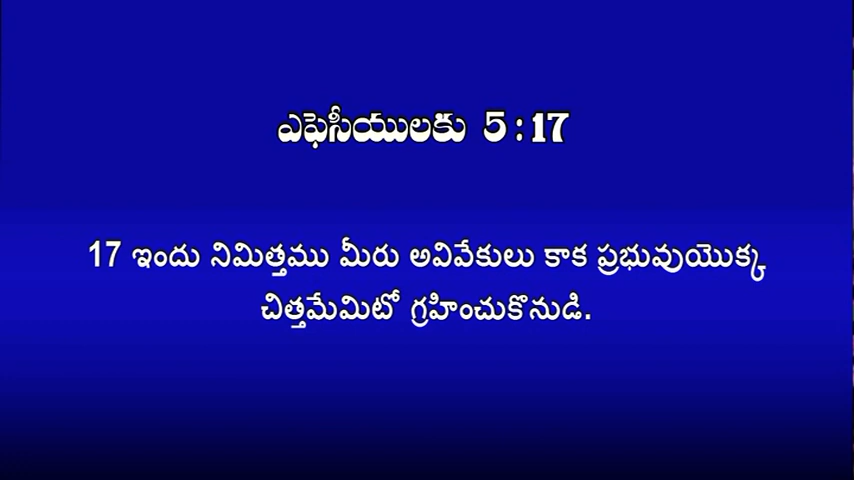 ఎఫెసీయులకు 5 : 17
17 ఇందు నిమిత్తము మీరు అవివేకులు కాక ప్రభువుయొక్క
చిత్తమేమిటో గ్రహించుకొనుడి.